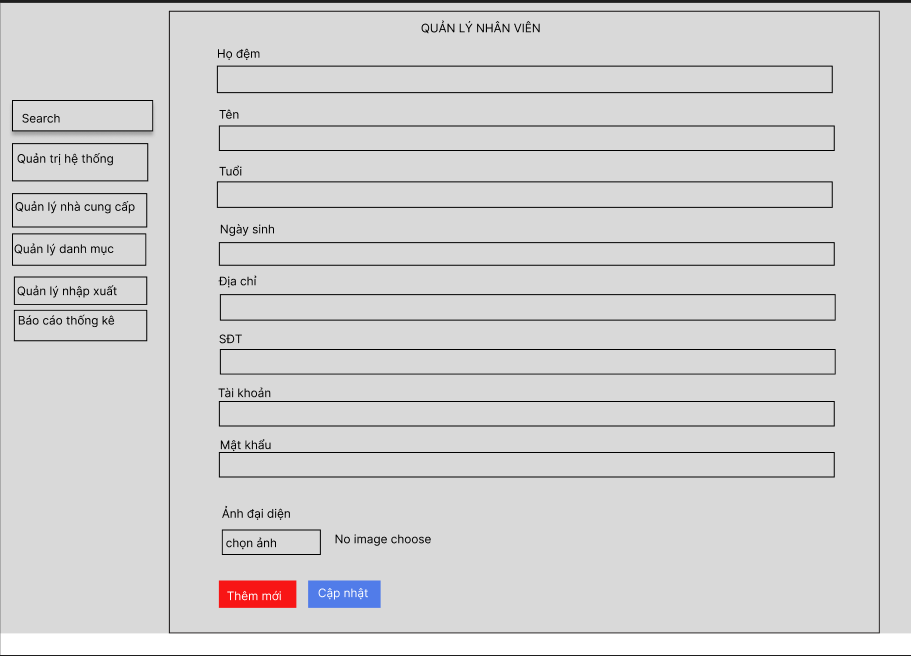 Search
Quản trị hệ thống
Quản lý nhà cung cấp
Quản lý danh mục
Quản lý nhập xuất
Báo cáo thống kê
QUẢN LÝ NHÂN VIÊN
Họ đệm
Tên
Tuổi
Ngày sinh
Địa chỉ
SĐT
Tài khoản
Mật khẩu
Ảnh đại diện
chọn ảnh No image choose
Thêm mới Cập nhật